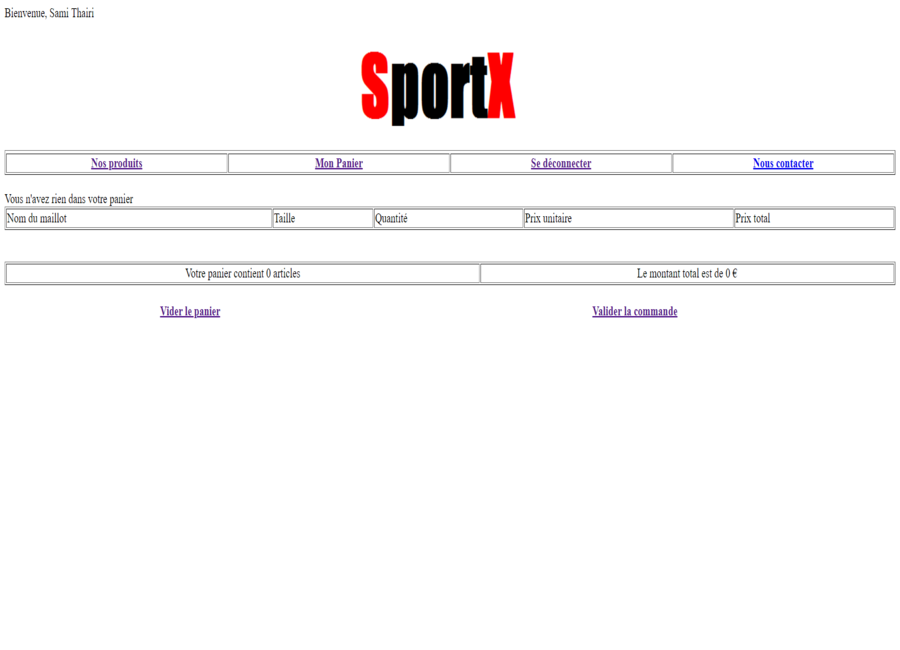 Bienvenue, Sami Thairi
SportX
Nos produits Mon Panier Se déconnecter Nous contacter
Vous n'avez rien dans votre panier
Nom du maillot Taille Quantité Prix unitaire Prix total
Votre panier contient 0 articles Le montant total est de 0 €
Vider le panier Valider la commande